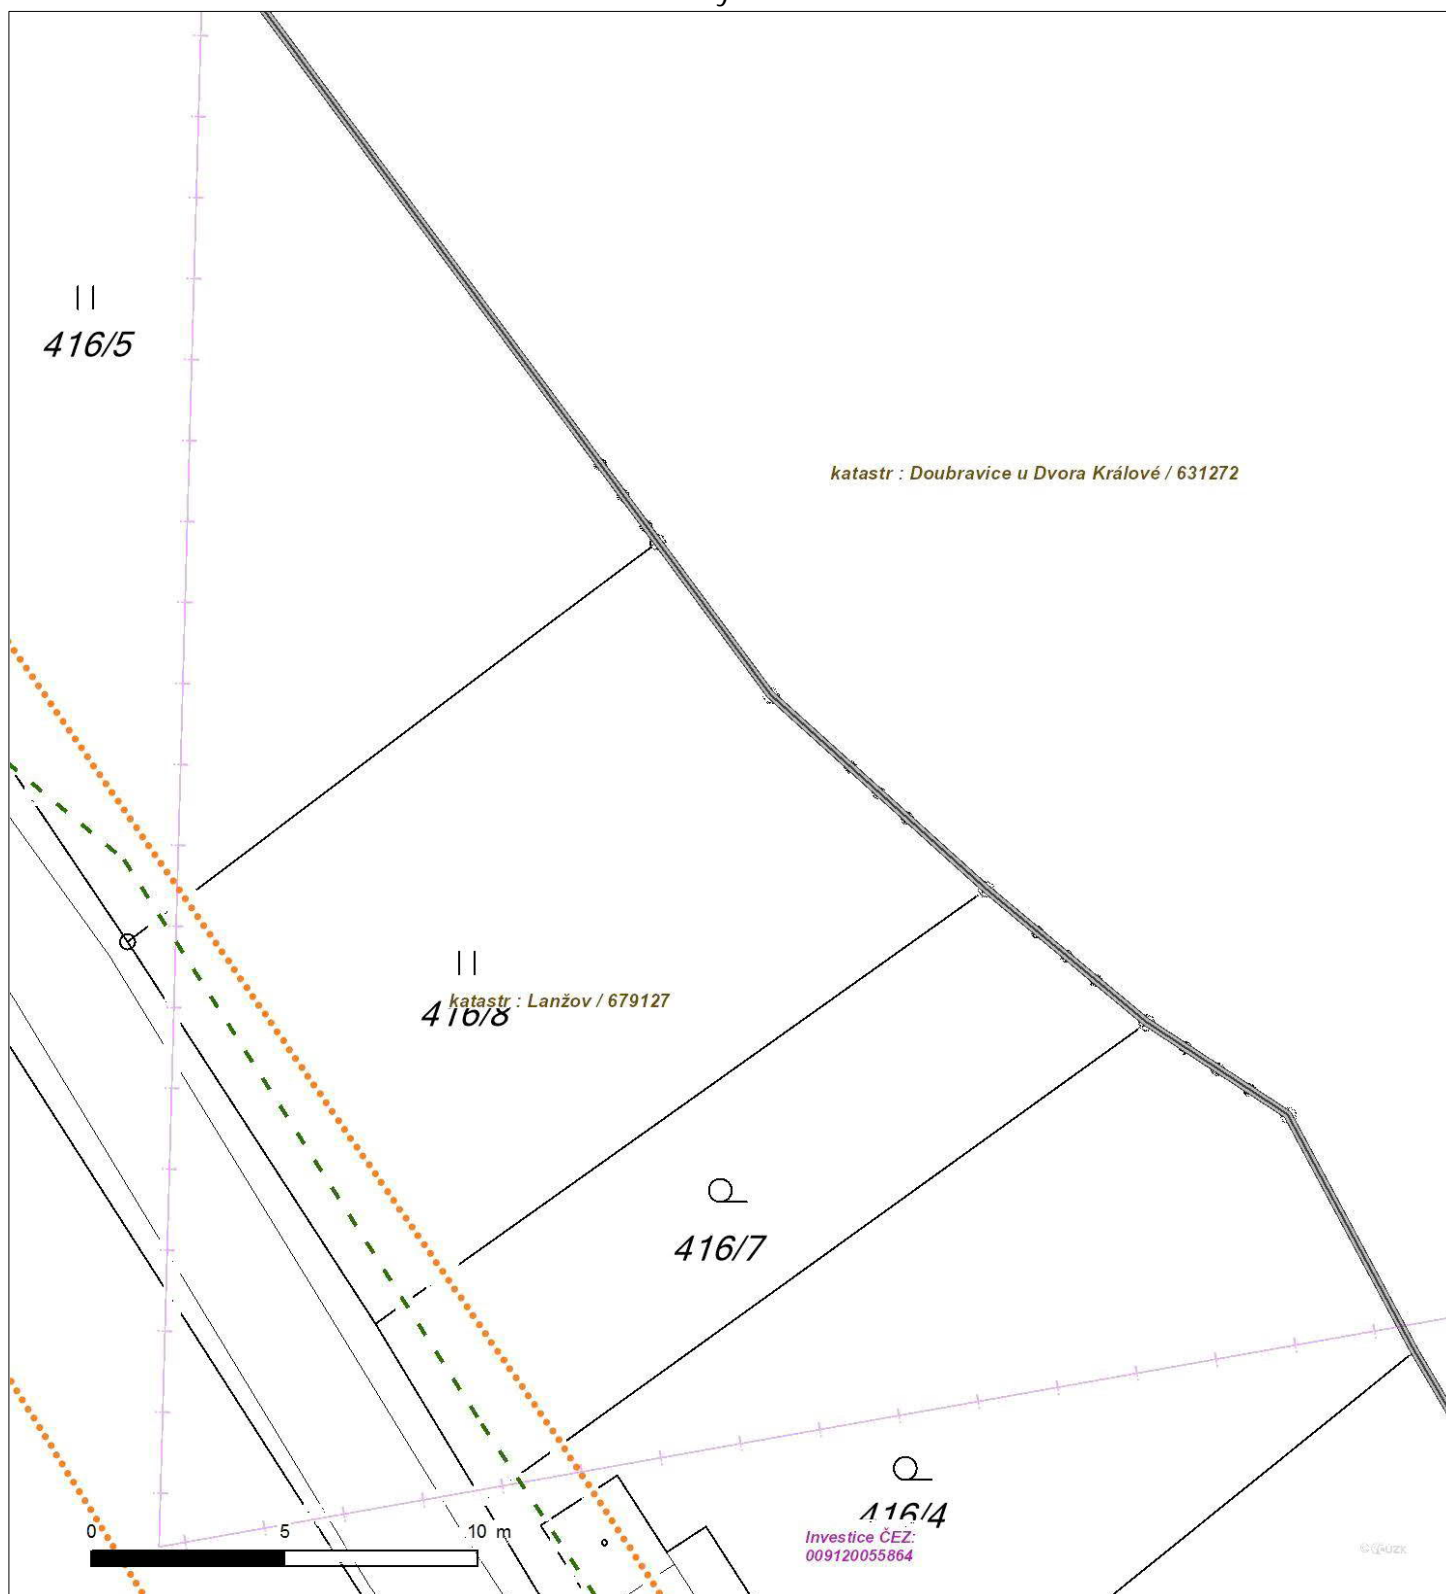 416/5
katastr : Doubravice u Dvora Králové / 631272
katastr : Lanžov / 679127
416/8
416/7
416/4
0 5 10 m
Investice ČEZ:
009120055864